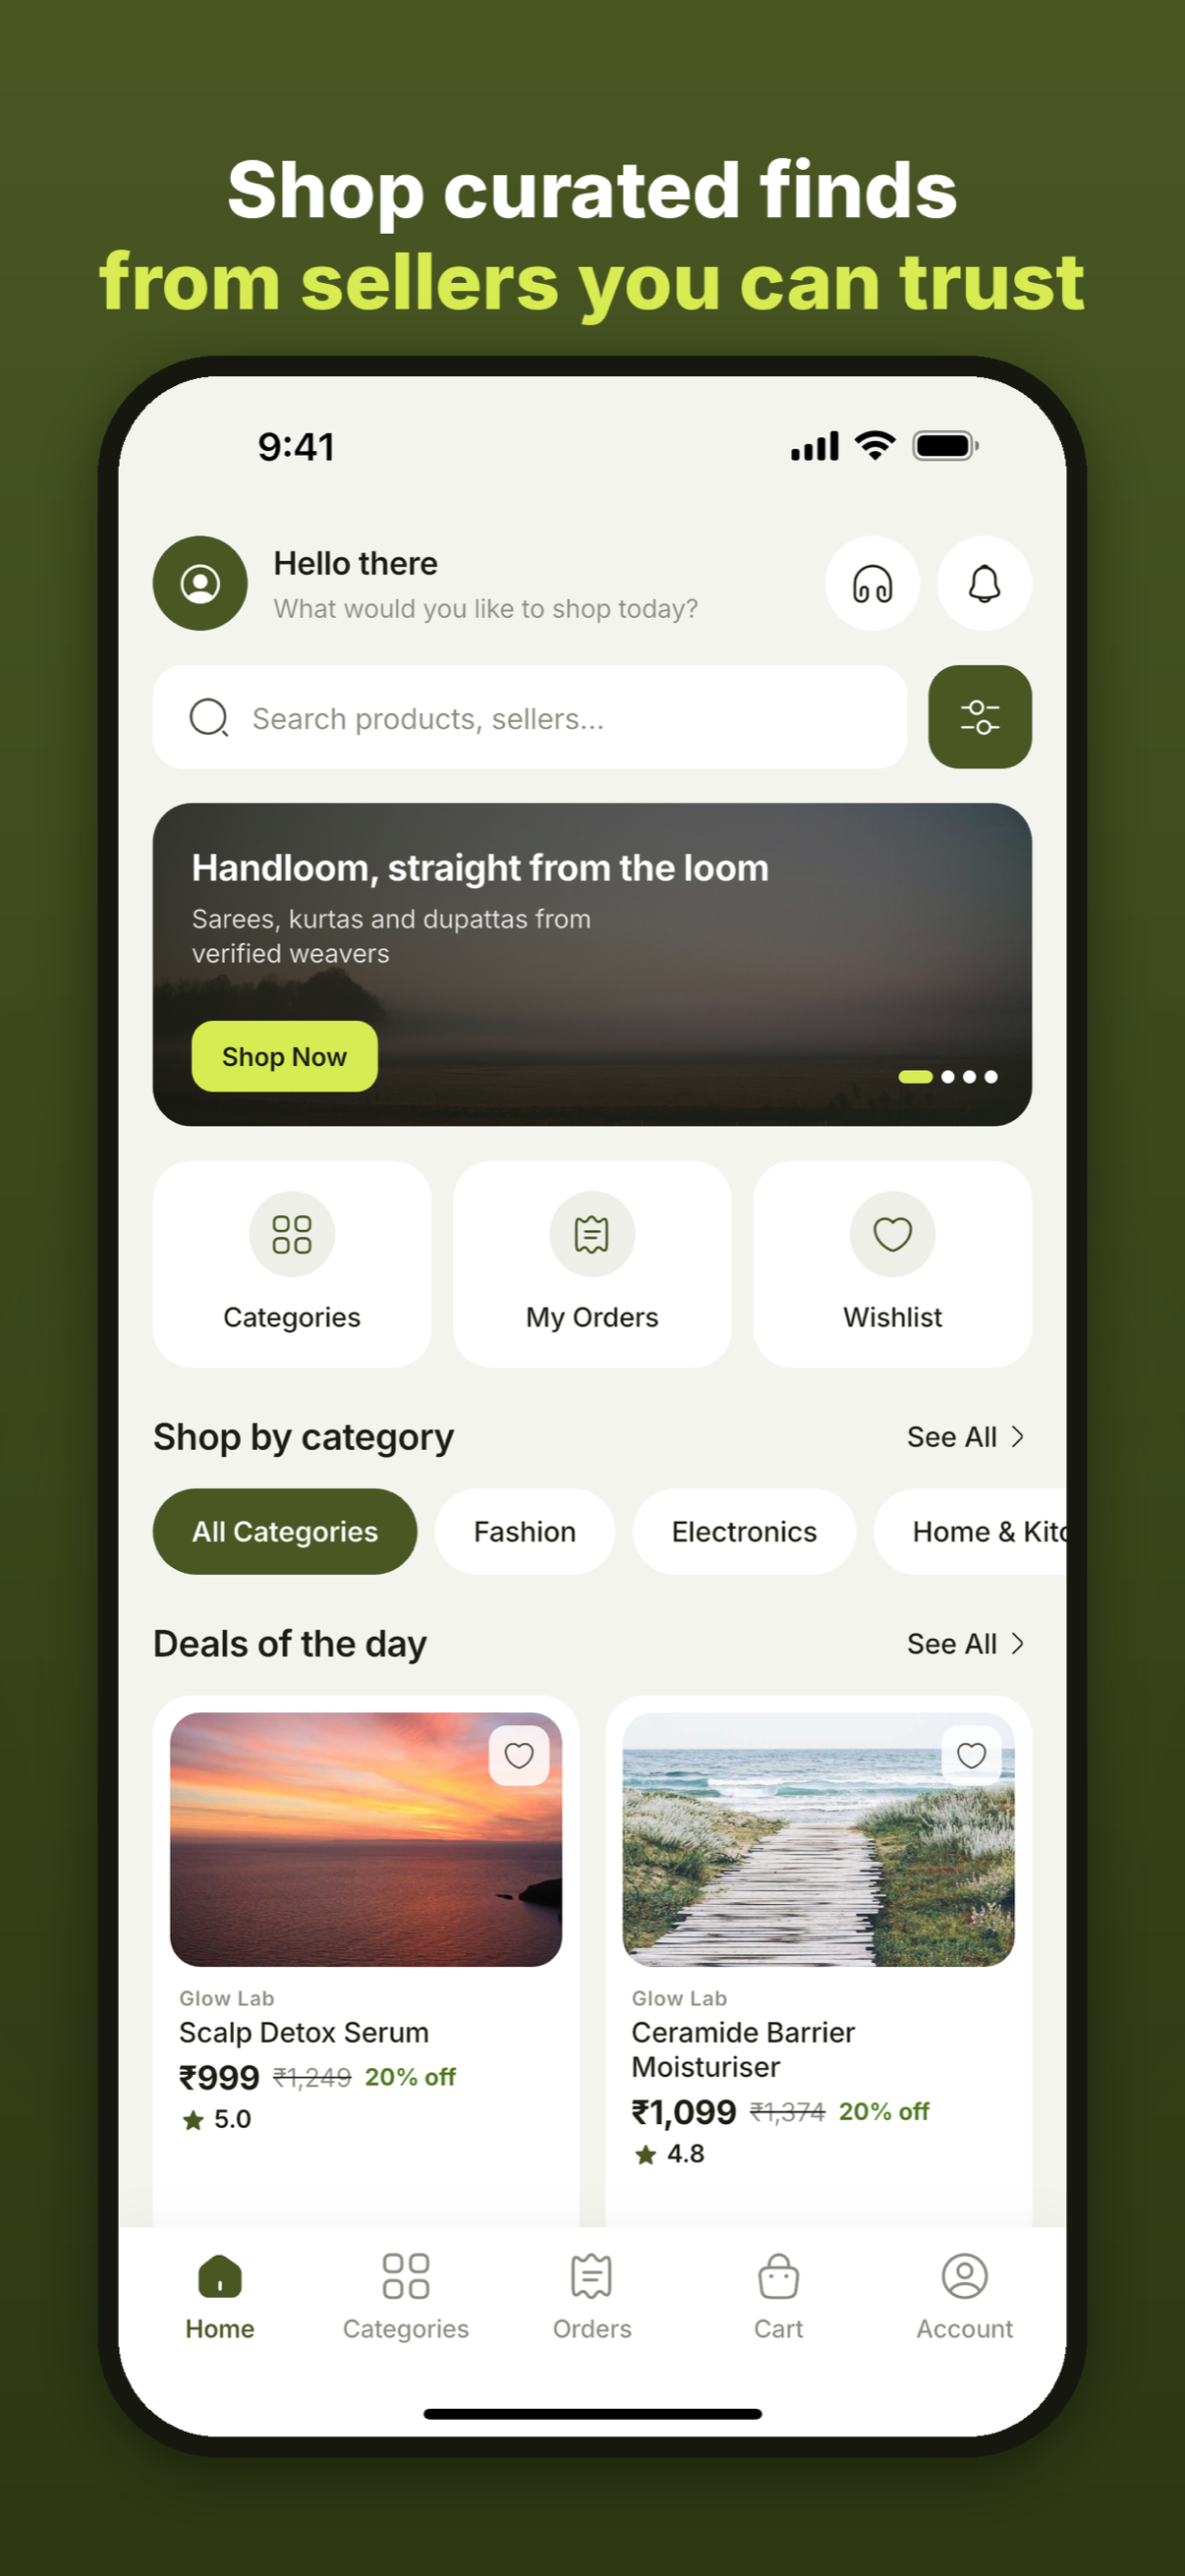 Shop curated finds
from sellers you can trust
9:41
Hello there
What would you like to shop today?
Search products, sellers...
Handloom, straight from the loom
Sarees, kurtas and dupattas from
verified weavers
Shop Now
Categories
My Orders
Wishlist
Shop by category
See All
All Categories
Fashion
Electronics
Home & Kitc
Deals of the day
See All
Glow Lab
Scalp Detox Serum
₹999 ₹1,249 20% off
5.0
Glow Lab
Ceramide Barrier
Moisturiser
₹1,099 ₹1,374 20% off
4.8
Home
Categories
Orders
Cart
Account